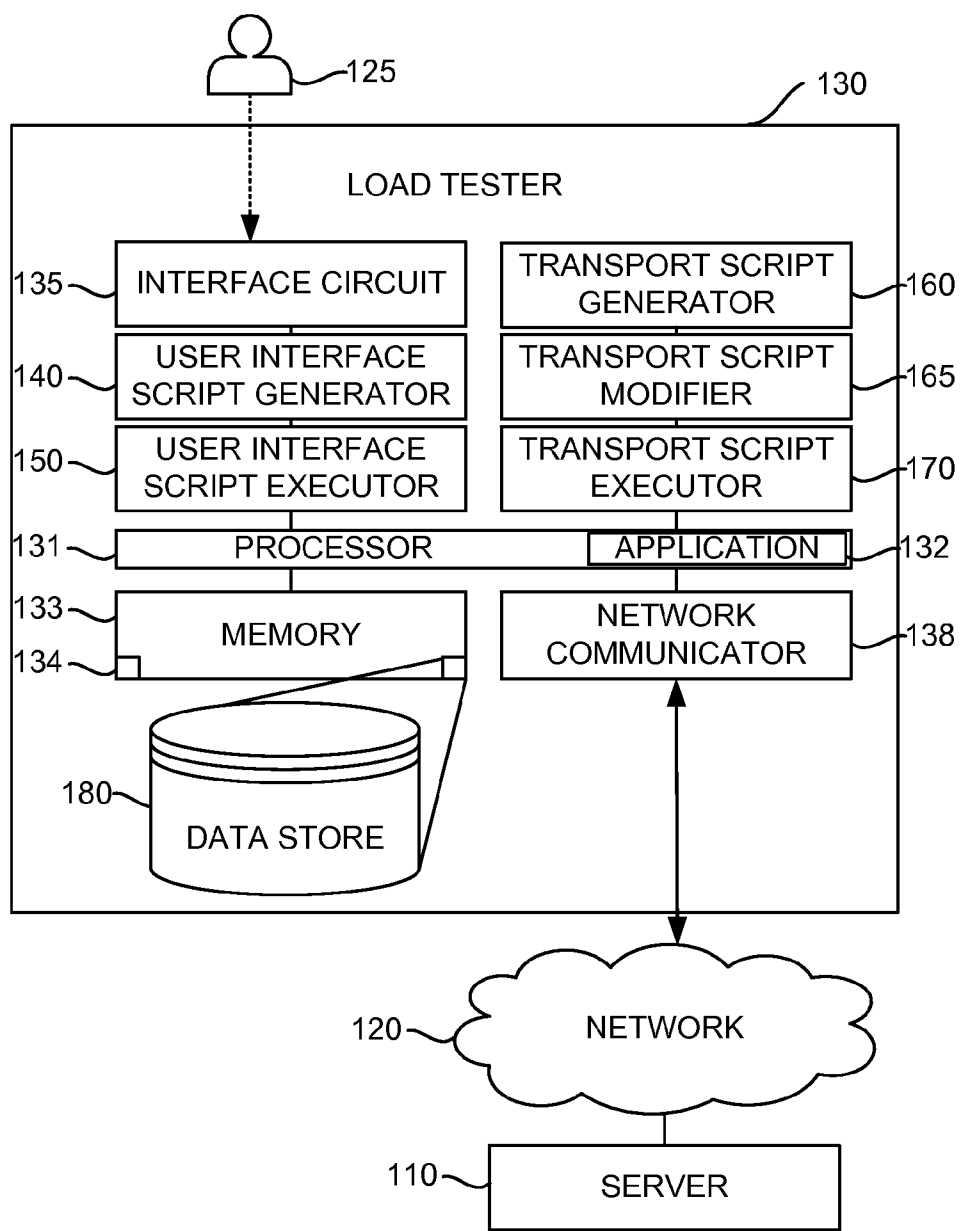 125
130
LOAD TESTER
135
INTERFACE CIRCUIT
TRANSPORT SCRIPT
GENERATOR
160
140
USER INTERFACE
SCRIPT GENERATOR
TRANSPORT SCRIPT
MODIFIER
165
150
USER INTERFACE
SCRIPT EXECUTOR
TRANSPORT SCRIPT
EXECUTOR
170
131
PROCESSOR
APPLICATION
132
133
MEMORY
134
NETWORK
COMMUNICATOR
138
180
DATA STORE
120
NETWORK
110
SERVER